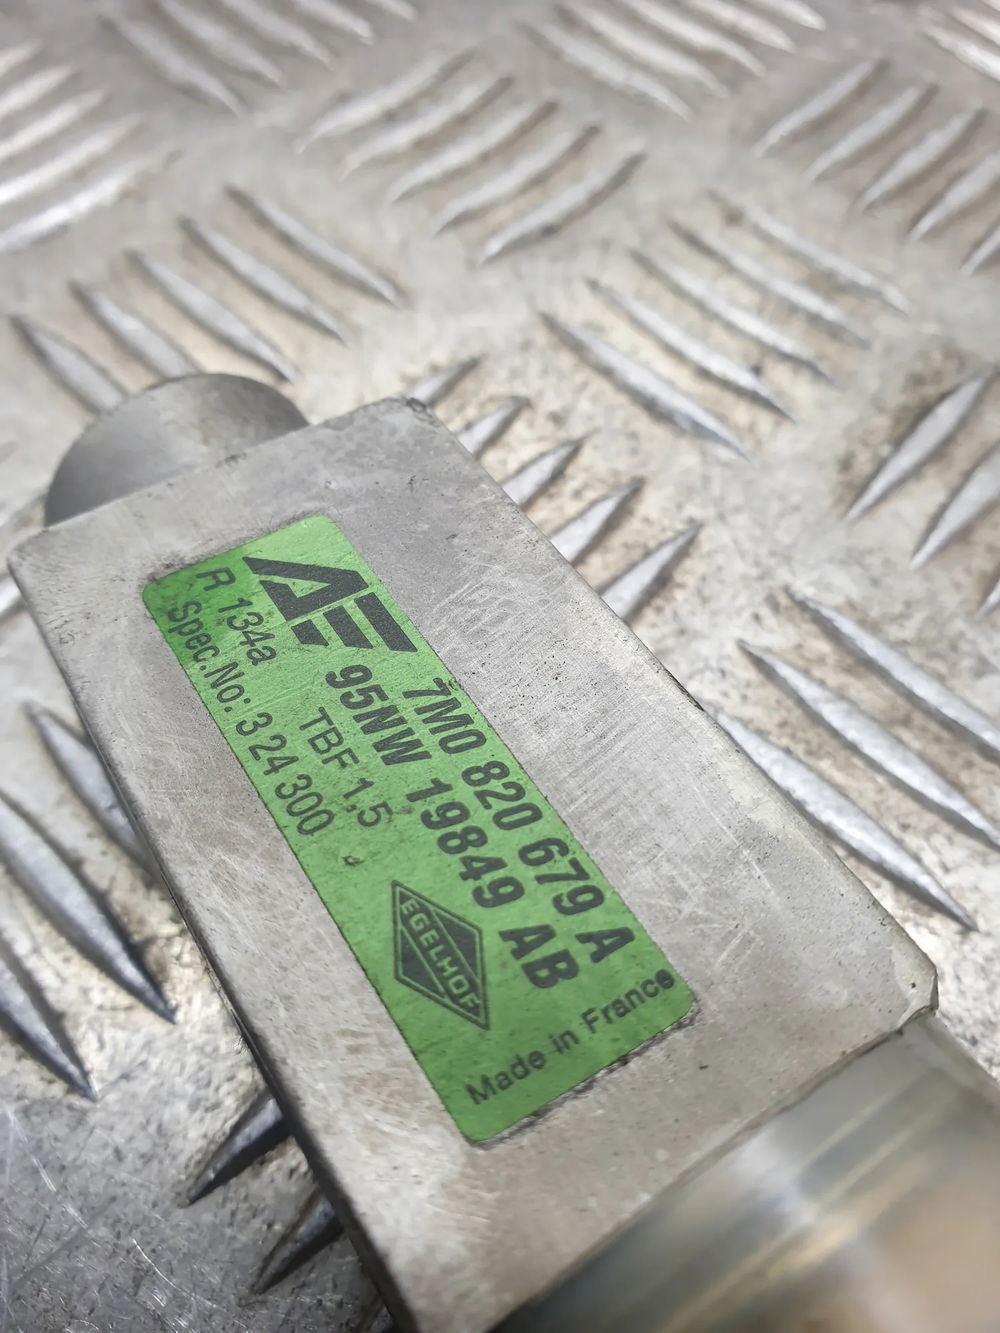 7M0 820 679 A
95NW 19849 AB
R 134a TBF 1,5
Spec.No: 3 24 300
EGELHOF
Made in France